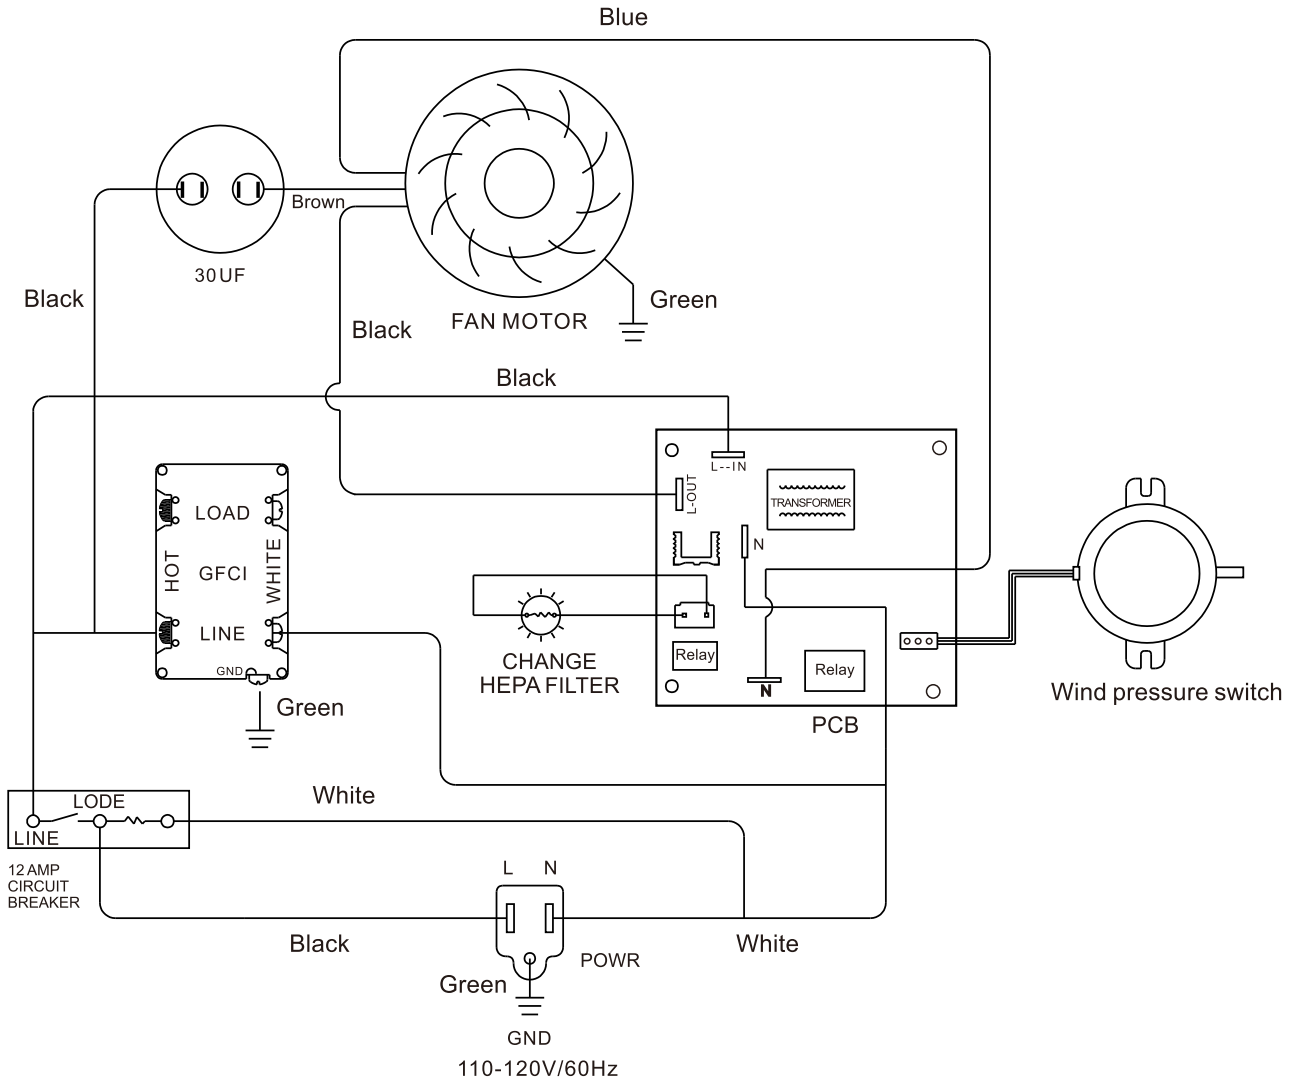 Blue
Brown
30UF
Black
FAN MOTOR
Green
Black
Black
L--IN
L-OUT
TRANSFORMER
N
LOAD
HOT
GFCI
WHITE
LINE
GND
Green
CHANGE
HEPA FILTER
Relay
Relay
N
PCB
Wind pressure switch
LODE
LINE
White
12 AMP
CIRCUIT
BREAKER
L N
Black
White
POWR
Green
GND
110-120V/60Hz